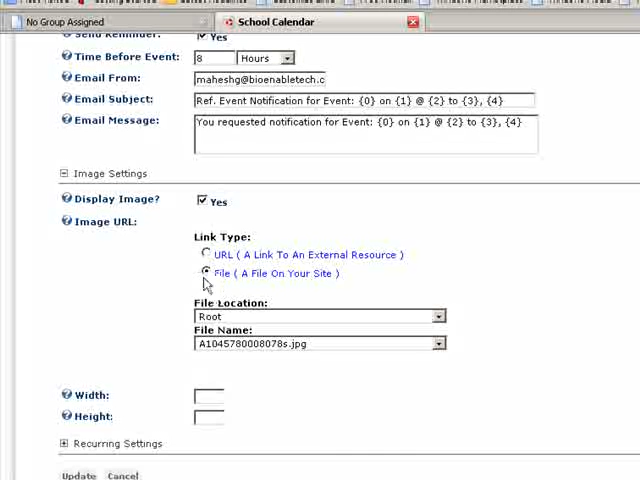 No Group Assigned
School Calendar
Send Reminder: Yes
Time Before Event: 8 Hours
Email From: maheshg@bioenabletech.c
Email Subject: Ref. Event Notification for Event: {0} on {1} @ {2} to {3}, {4}
Email Message: You requested notification for Event: {0} on {1} @ {2} to {3}, {4}
Image Settings
Display Image? Yes
Image URL:
Link Type:
URL ( A Link To An External Resource )
File ( A File On Your Site )
File Location:
Root
File Name:
A1045780008078s.jpg
Width:
Height:
Recurring Settings
Update Cancel